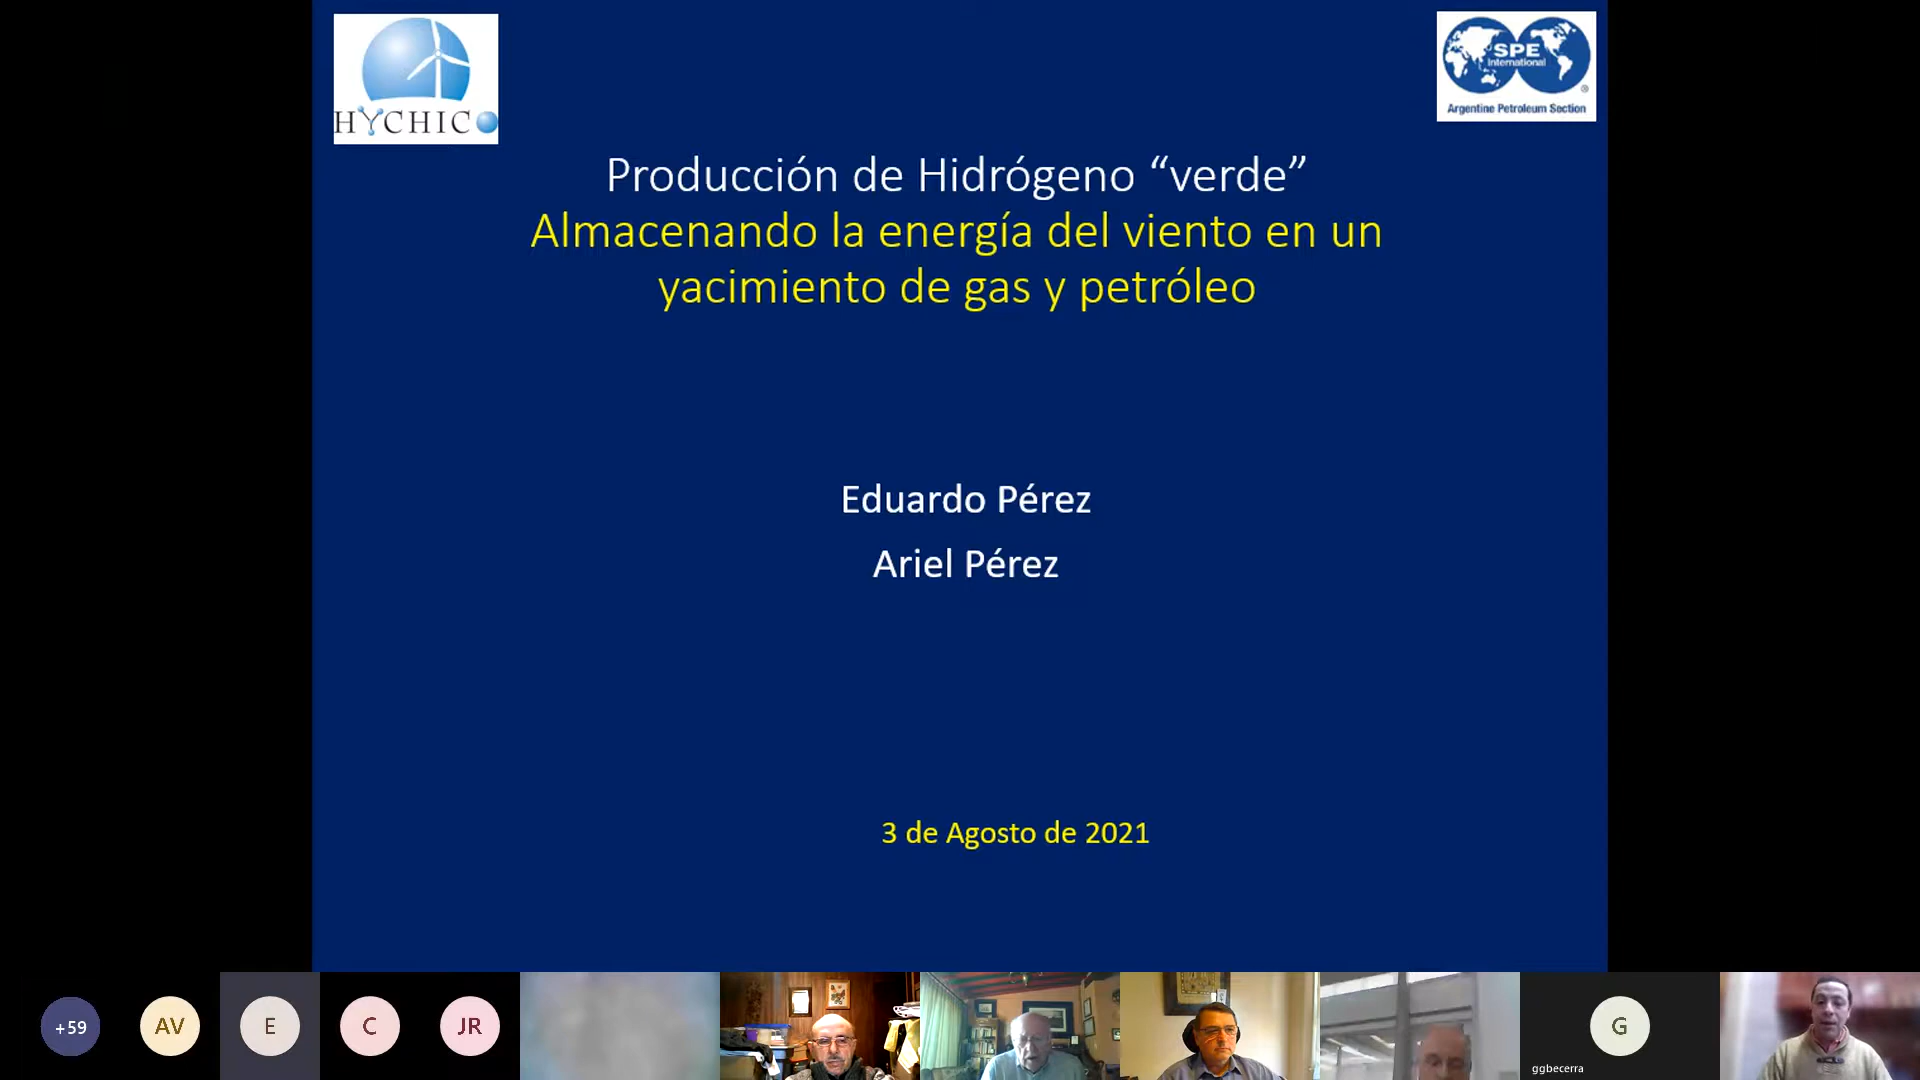 HYCHICO
SPE
International
®
Argentine Petroleum Section
Producción de Hidrógeno “verde”
Almacenando la energía del viento en un
yacimiento de gas y petróleo
Eduardo Pérez
Ariel Pérez
3 de Agosto de 2021
+59
AV
E
C
JR
G
ggbecerra